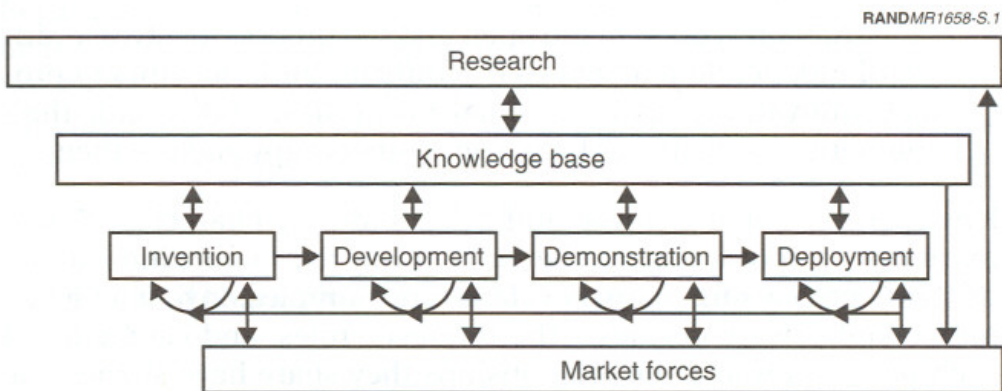 RANDMR1658-S.1
Research
Knowledge base
Invention
Development
Demonstration
Deployment
Market forces